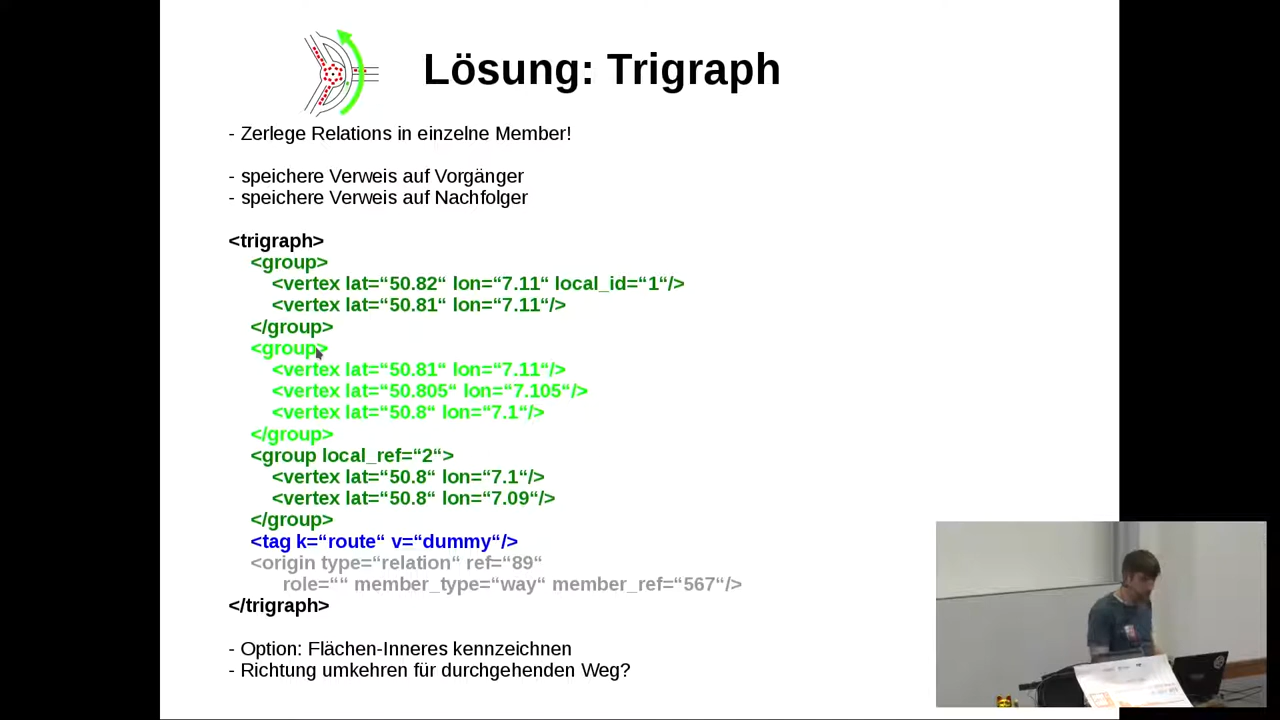 Lösung: Trigraph
- Zerlege Relations in einzelne Member!
- speichere Verweis auf Vorgänger
- speichere Verweis auf Nachfolger
<trigraph>
<group>
<vertex lat=“50.82“ lon=“7.11“ local_id=“1“/>
<vertex lat=“50.81“ lon=“7.11“/>
</group>
<group>
<vertex lat=“50.81“ lon=“7.11“/>
<vertex lat=“50.805“ lon=“7.105“/>
<vertex lat=“50.8“ lon=“7.1“/>
</group>
<group local_ref=“2“>
<vertex lat=“50.8“ lon=“7.1“/>
<vertex lat=“50.8“ lon=“7.09“/>
</group>
<tag k=“route“ v=“dummy“/>
<origin type=“relation“ ref=“89“
role=““ member_type=“way“ member_ref=“567“/>
</trigraph>
- Option: Flächen-Inneres kennzeichnen
- Richtung umkehren für durchgehenden Weg?